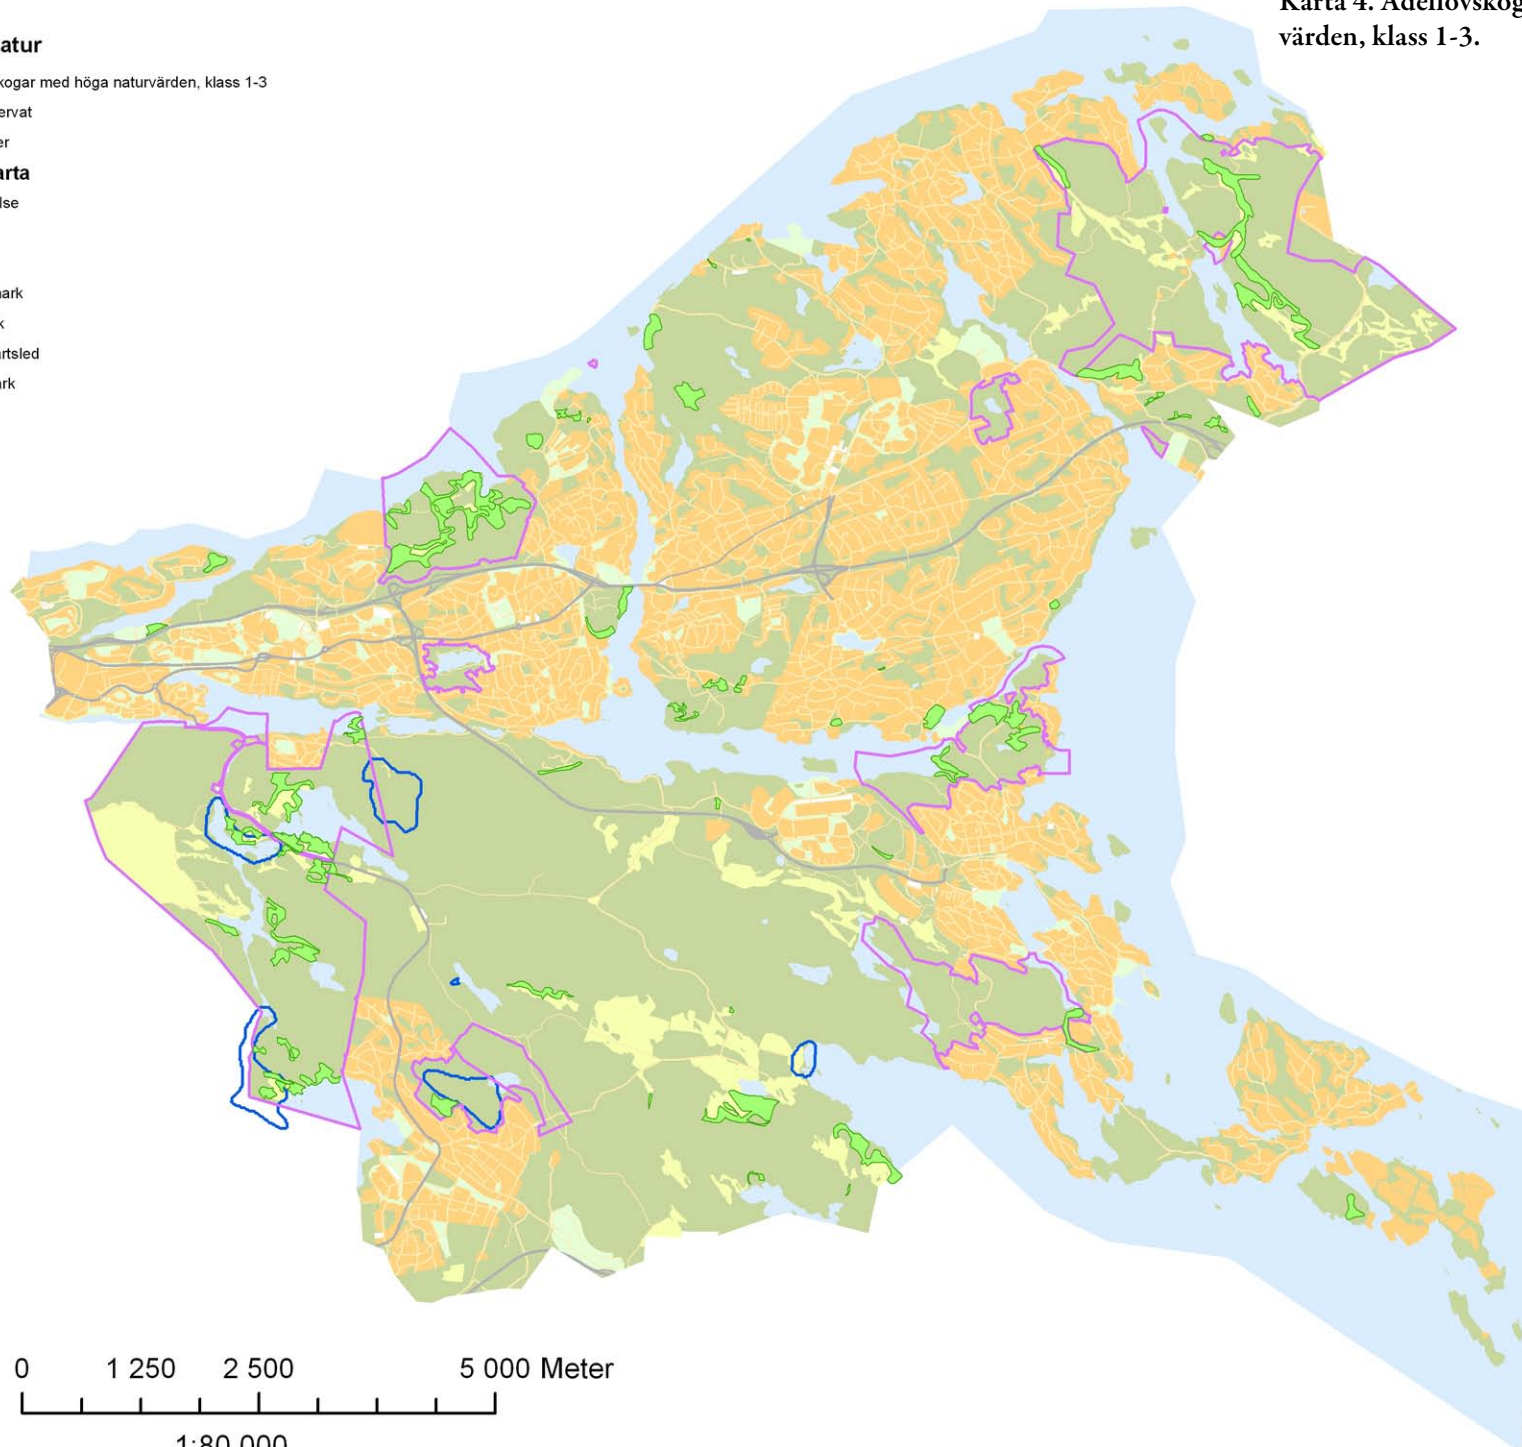 Karta 4. Ädellövskog
värden, klass 1-3.
atur
kogar med höga naturvärden, klass 1-3
ervat
er
arta
lse
ark
k
artsled
ark
0 1 250 2 500 5 000 Meter
1:80 000